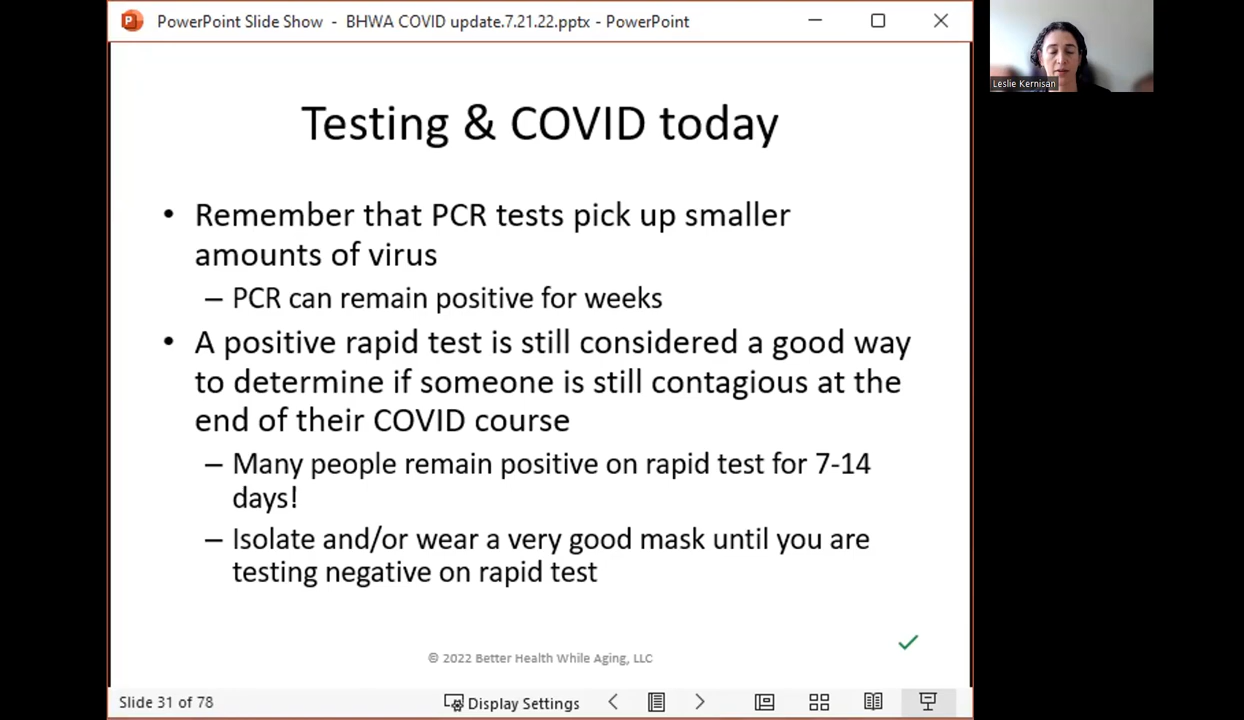 PowerPoint Slide Show - BHWA COVID update.7.21.22.pptx - PowerPoint
Leslie Kernisan
Testing & COVID today
• Remember that PCR tests pick up smaller
amounts of virus
– PCR can remain positive for weeks
• A positive rapid test is still considered a good way
to determine if someone is still contagious at the
end of their COVID course
– Many people remain positive on rapid test for 7-14
days!
– Isolate and/or wear a very good mask until you are
testing negative on rapid test
© 2022 Better Health While Aging, LLC
Slide 31 of 78
Display Settings